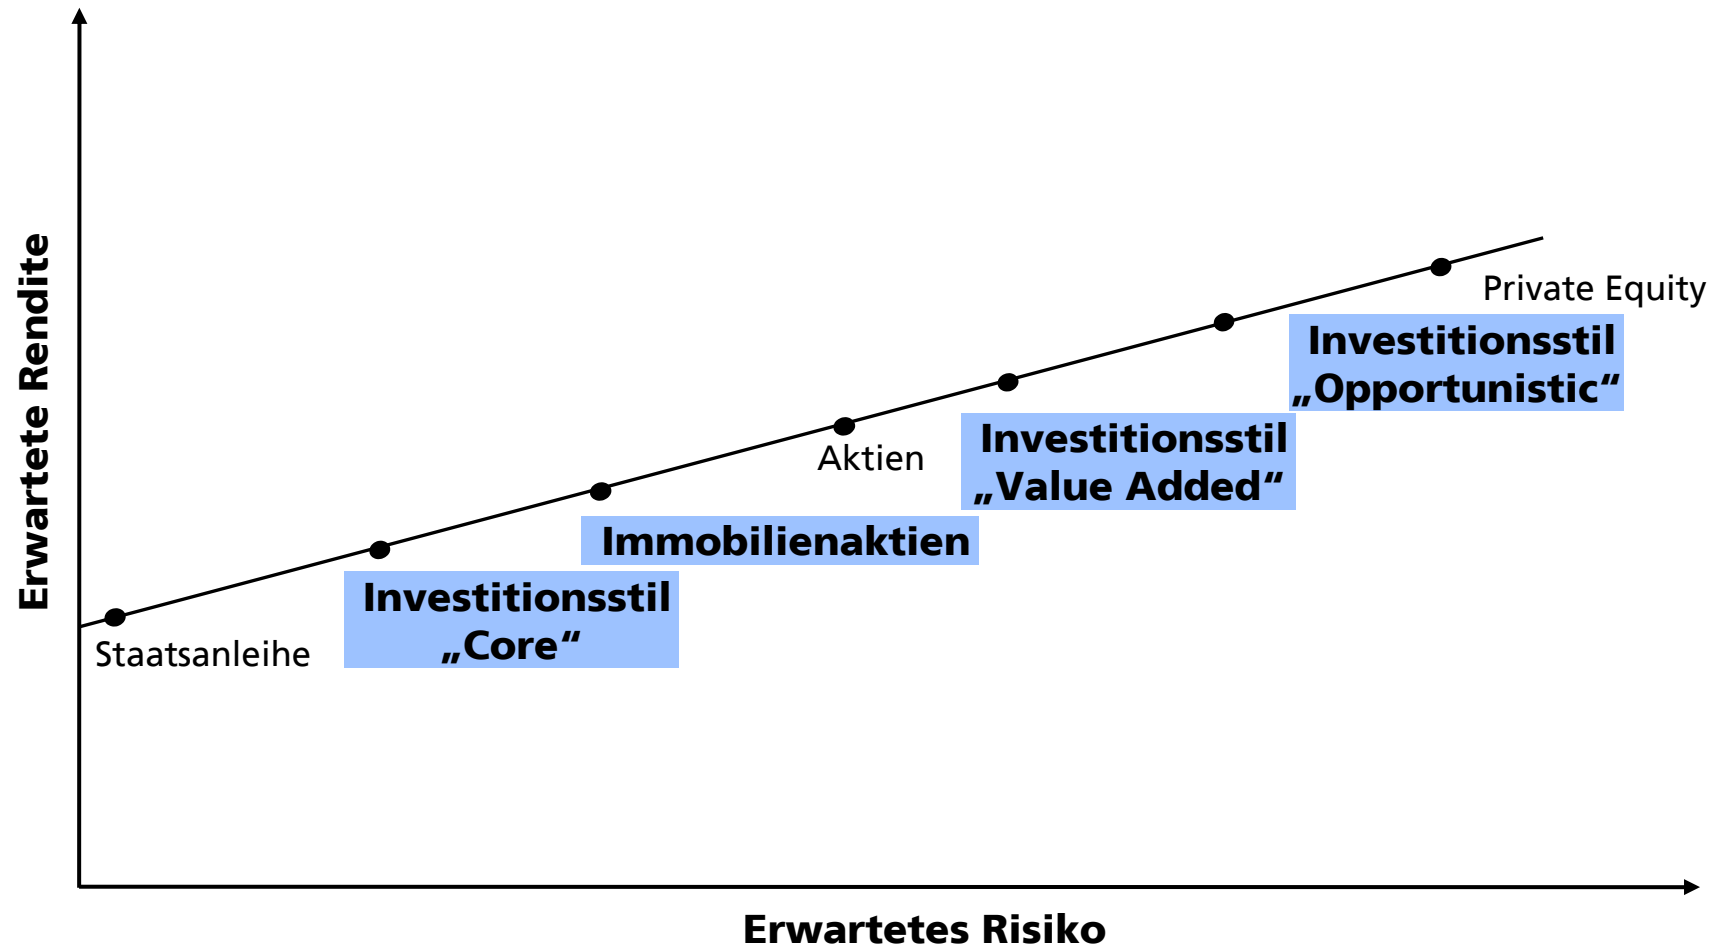 Erwartete Rendite
Private Equity
Investitionsstil
„Opportunistic“
Investitionsstil
„Value Added“
Aktien
Immobilienaktien
Investitionsstil
„Core“
Staatsanleihe
Erwartetes Risiko